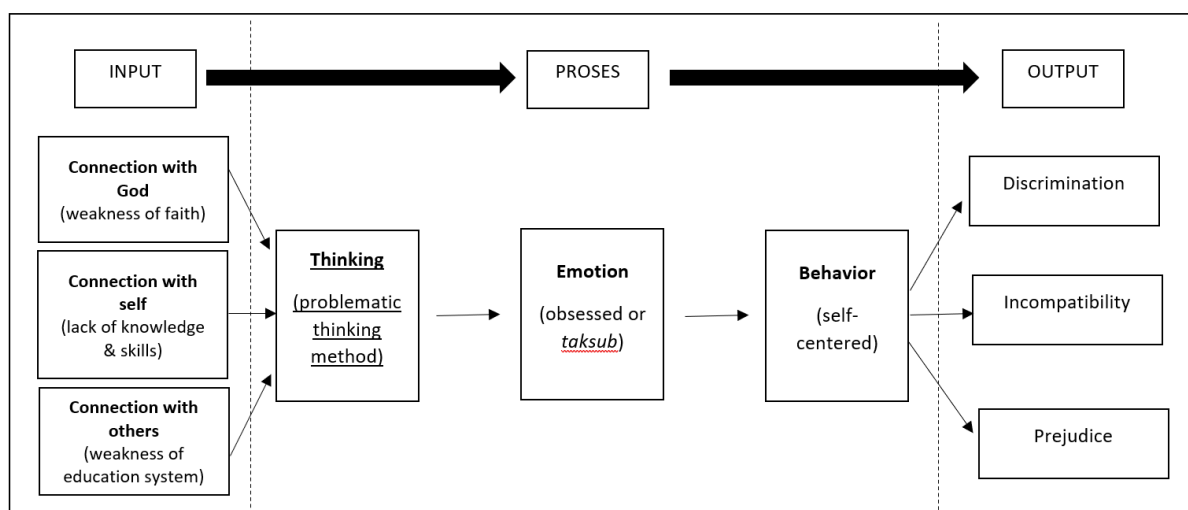 INPUT
PROSES
OUTPUT
Connection with
God
(weakness of faith)
Connection with
self
(lack of knowledge
& skills)
Connection with
others
(weakness of
education system)
Thinking
(problematic
thinking
method)
Emotion
(obsessed or
taksub)
Behavior
(self-
centered)
Discrimination
Incompatibility
Prejudice